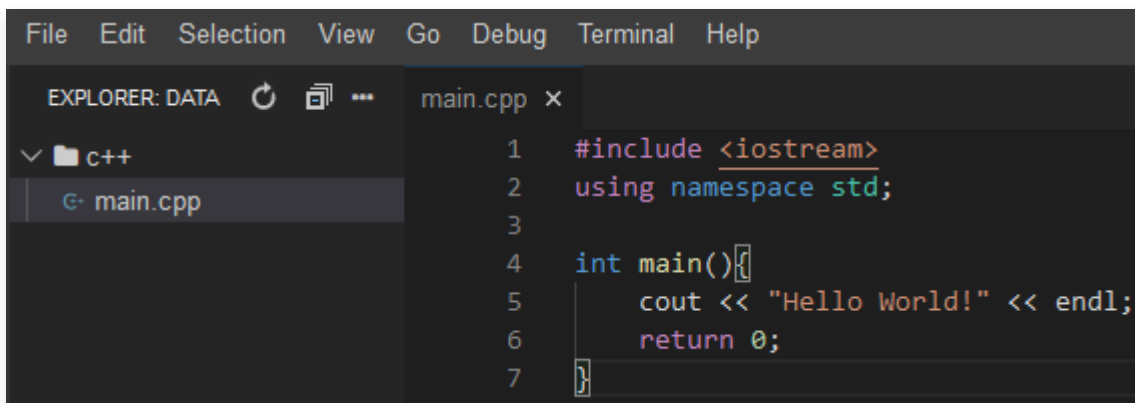 File Edit Selection View Go Debug Terminal Help
EXPLORER: DATA
c++
main.cpp
main.cpp ×
1 #include <iostream>
2 using namespace std;
3
4 int main(){
5     cout << "Hello World!" << endl;
6     return 0;
7 }